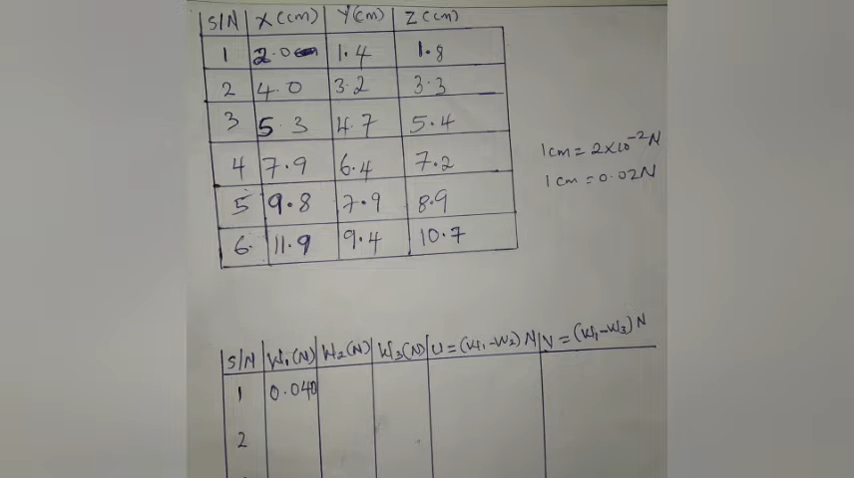 S/N X(cm) Y(cm) Z(cm)
1 2.0 1.4 1.8
2 4.0 3.2 3.3
3 5.3 4.7 5.4
4 7.9 6.4 7.2
5 9.8 7.9 8.9
6. 11.9 9.4 10.7
1cm = 2×10⁻²N
1cm = 0.02N
S/N W₁(N) W₂(N) W₃(N) U=(W₁-W₂)N V=(W₁-W₃)N
1 0.040
2